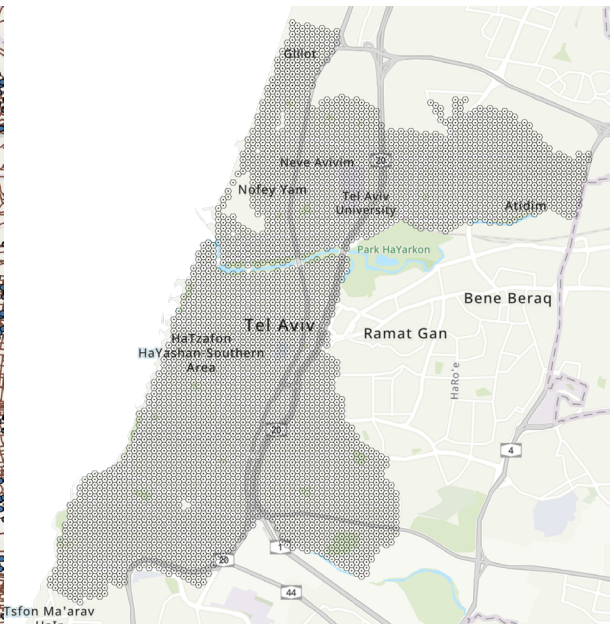 Glilot
20
Neve Avivim
Nofey Yam
Tel Aviv
University
Atidim
Park HaYarkon
Bene Beraq
Tel Aviv
Ramat Gan
HaTzafon
HaYashan-Southern
Area
HaRo'e
20
4
1
20
44
Tsfon Ma'arav